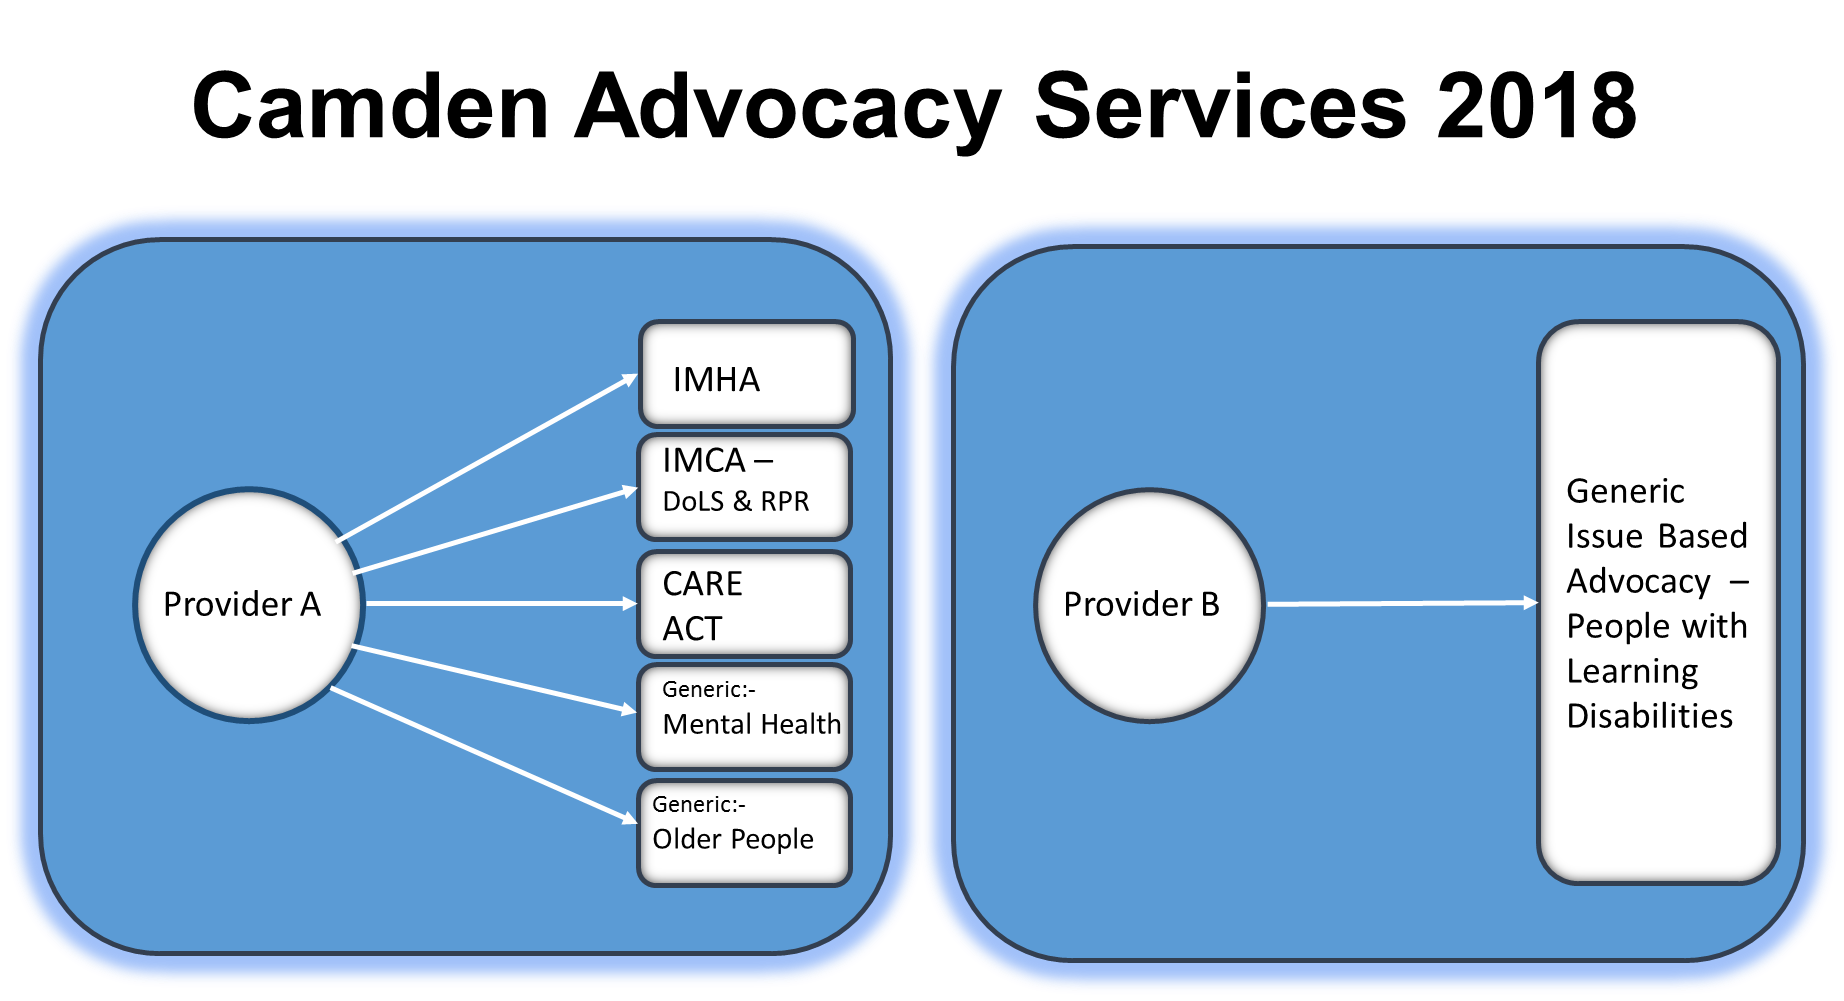 Camden Advocacy Services 2018
Provider A
IMHA
IMCA –
DoLS & RPR
CARE
ACT
Generic:-
Mental Health
Generic:-
Older People
Provider B
Generic
Issue Based
Advocacy –
People with
Learning
Disabilities